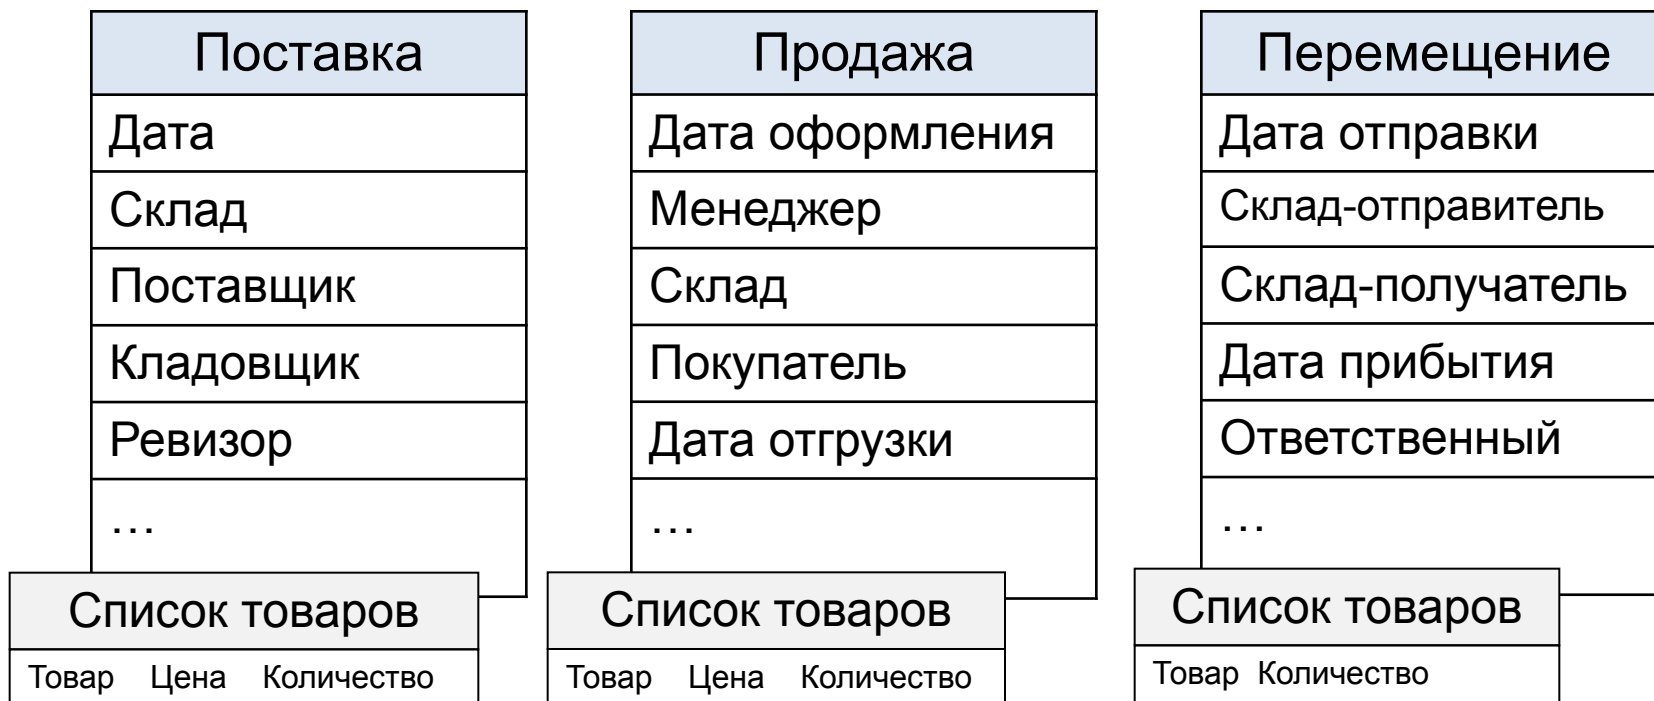 Поставка
Дата
Склад
Поставщик
Кладовщик
Ревизор
…
Список товаров
Товар Цена Количество
Продажа
Дата оформления
Менеджер
Склад
Покупатель
Дата отгрузки
…
Список товаров
Товар Цена Количество
Перемещение
Дата отправки
Склад-отправитель
Склад-получатель
Дата прибытия
Ответственный
…
Список товаров
Товар Количество